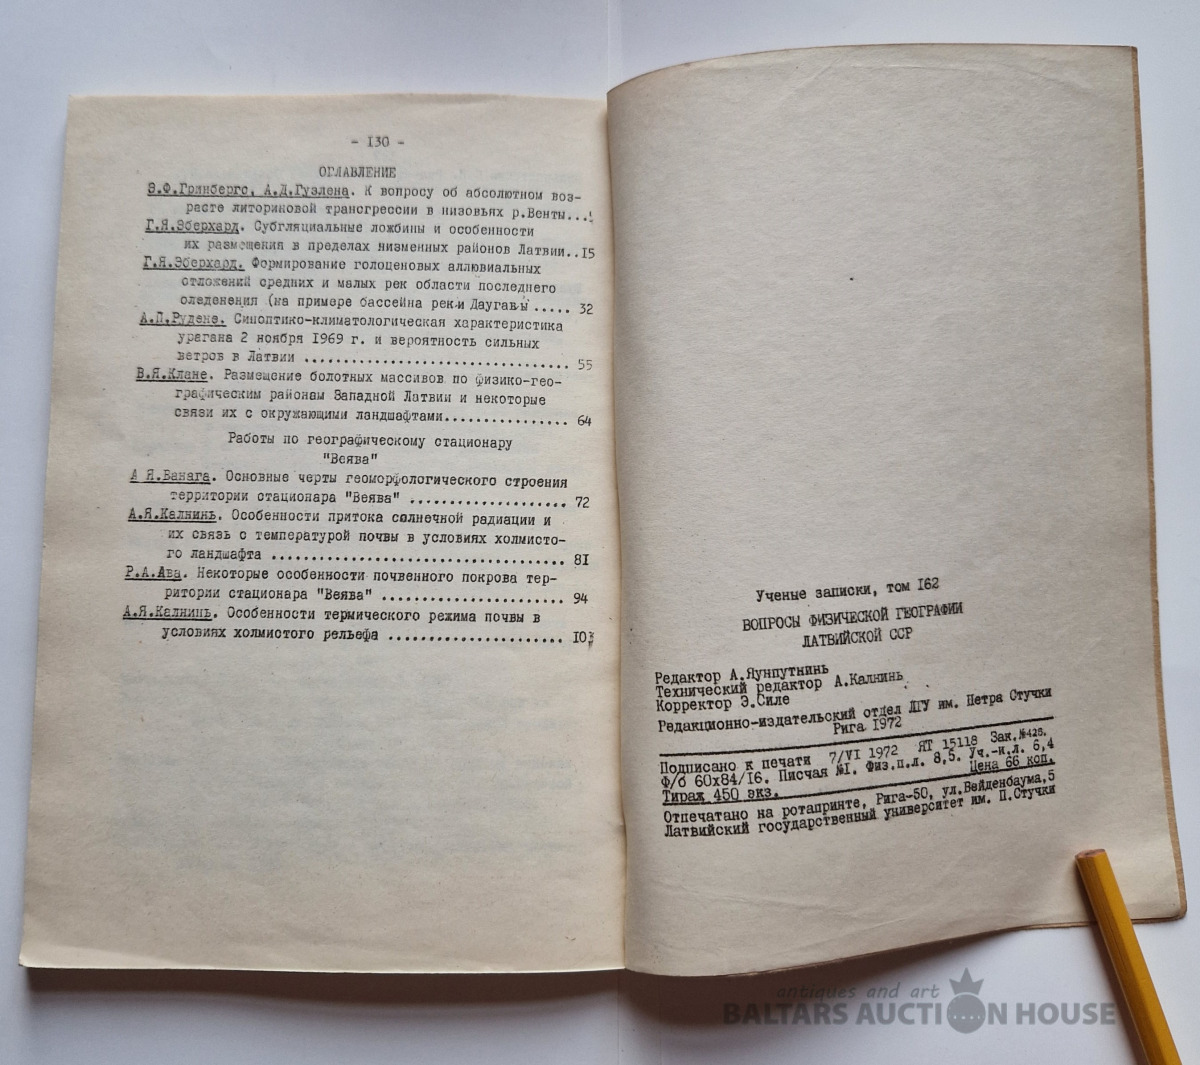 - 130 -
ОГЛАВЛЕНИЕ
Э.Ф.Гринбергс, А.Д.Гузлена. К вопросу об абсолютном воз-
расте литориновой трансгрессии в низовьях р.Венты...
Г.Я.Эберхард. Субгляциальные ложбины и особенности
их размещения в пределах низменных районов Латвии..15
Г.Я.Эберхард. Формирование голоценовых аллювиальных
отложений средних и малых рек области последнего
оледенения (на примере бассейна реки Даугавы ..... 32
А.П.Рудене. Синоптико-климатологическая характеристика
урагана 2 ноября 1969 г. и вероятность сильных
ветров в Латвии ................................ 55
В.Я.Клане. Размещение болотных массивов по физико-гео-
графическим районам Западной Латвии и некоторые
связи их с окружающими ландшафтами................ 64
Работы по географическому стационару
"Веява"
А Я.Банага. Основные черты геоморфологического строения
территории стационара "Веява" ................... 72
А.Я.Калнинь. Особенности притока солнечной радиации и
их связь с температурой почвы в условиях холмисто-
го ландшафта ................................... 81
Р.А.Ава. Некоторые особенности почвенного покрова тер-
ритории стационара "Веява" ...................... 94
А.Я.Калнинь. Особенности термического режима почвы в
условиях холмистого рельефа ..................... 103
Ученые записки, том 162
ВОПРОСЫ ФИЗИЧЕСКОЙ ГЕОГРАФИИ
ЛАТВИЙСКОЙ ССР
Редактор А.Яунпутнинь
Технический редактор А.Калнинь
Корректор Э.Силе
Редакционно-издательский отдел ЛГУ им. Петра Стучки
Рига 1972
Подписано к печати 7/VI 1972 ЯТ 15118 Зак.№428.
Ф/б 60х84/16. Писчая №1. Физ.п.л. 8,5. Уч.-и.л. 6,4
Тираж 450 экз. Цена 66 коп.
Отпечатано на ротапринте, Рига-50, ул.Вейденбаума,5
Латвийский государственный университет им. П.Стучки
antiques and art
BALTARS AUCTION HOUSE